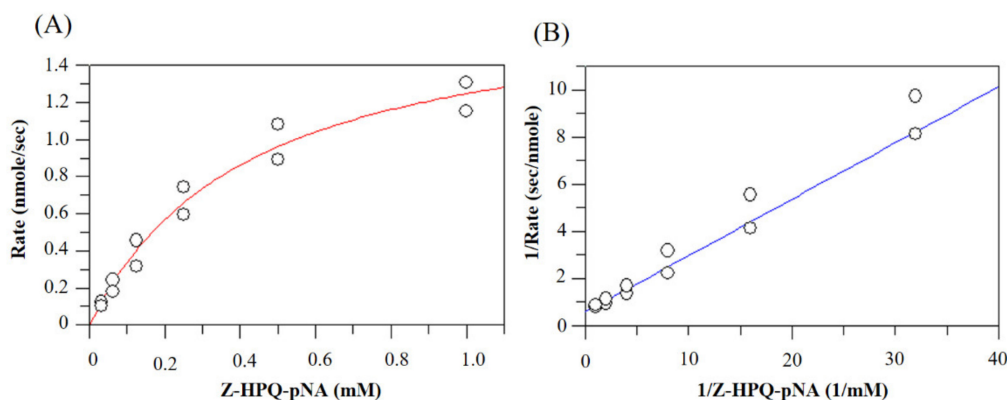 (A)
Rate (nmole/sec)
1.4
1.2
1.0
0.8
0.6
0.4
0.2
0
0 0.2 0.4 0.6 0.8 1.0
Z-HPQ-pNA (mM)
(B)
1/Rate (sec/nmole)
10
8
6
4
2
0
0 10 20 30 40
1/Z-HPQ-pNA (1/mM)